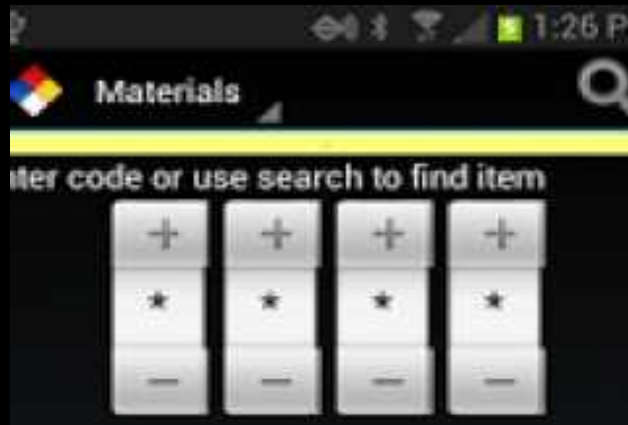 1:26 P
Materials
nter code or use search to find item
+ + + +
* * * *
- - - -